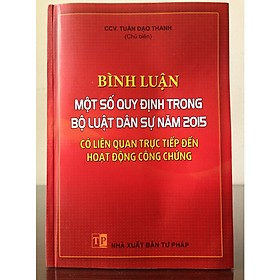 CCV. TUẤN ĐẠO THANH
(Chủ biên)
BÌNH LUẬN
MỘT SỐ QUY ĐỊNH TRONG
BỘ LUẬT DÂN SỰ NĂM 2015
CÓ LIÊN QUAN TRỰC TIẾP ĐẾN
HOẠT ĐỘNG CÔNG CHỨNG
TP
NHÀ XUẤT BẢN TƯ PHÁP